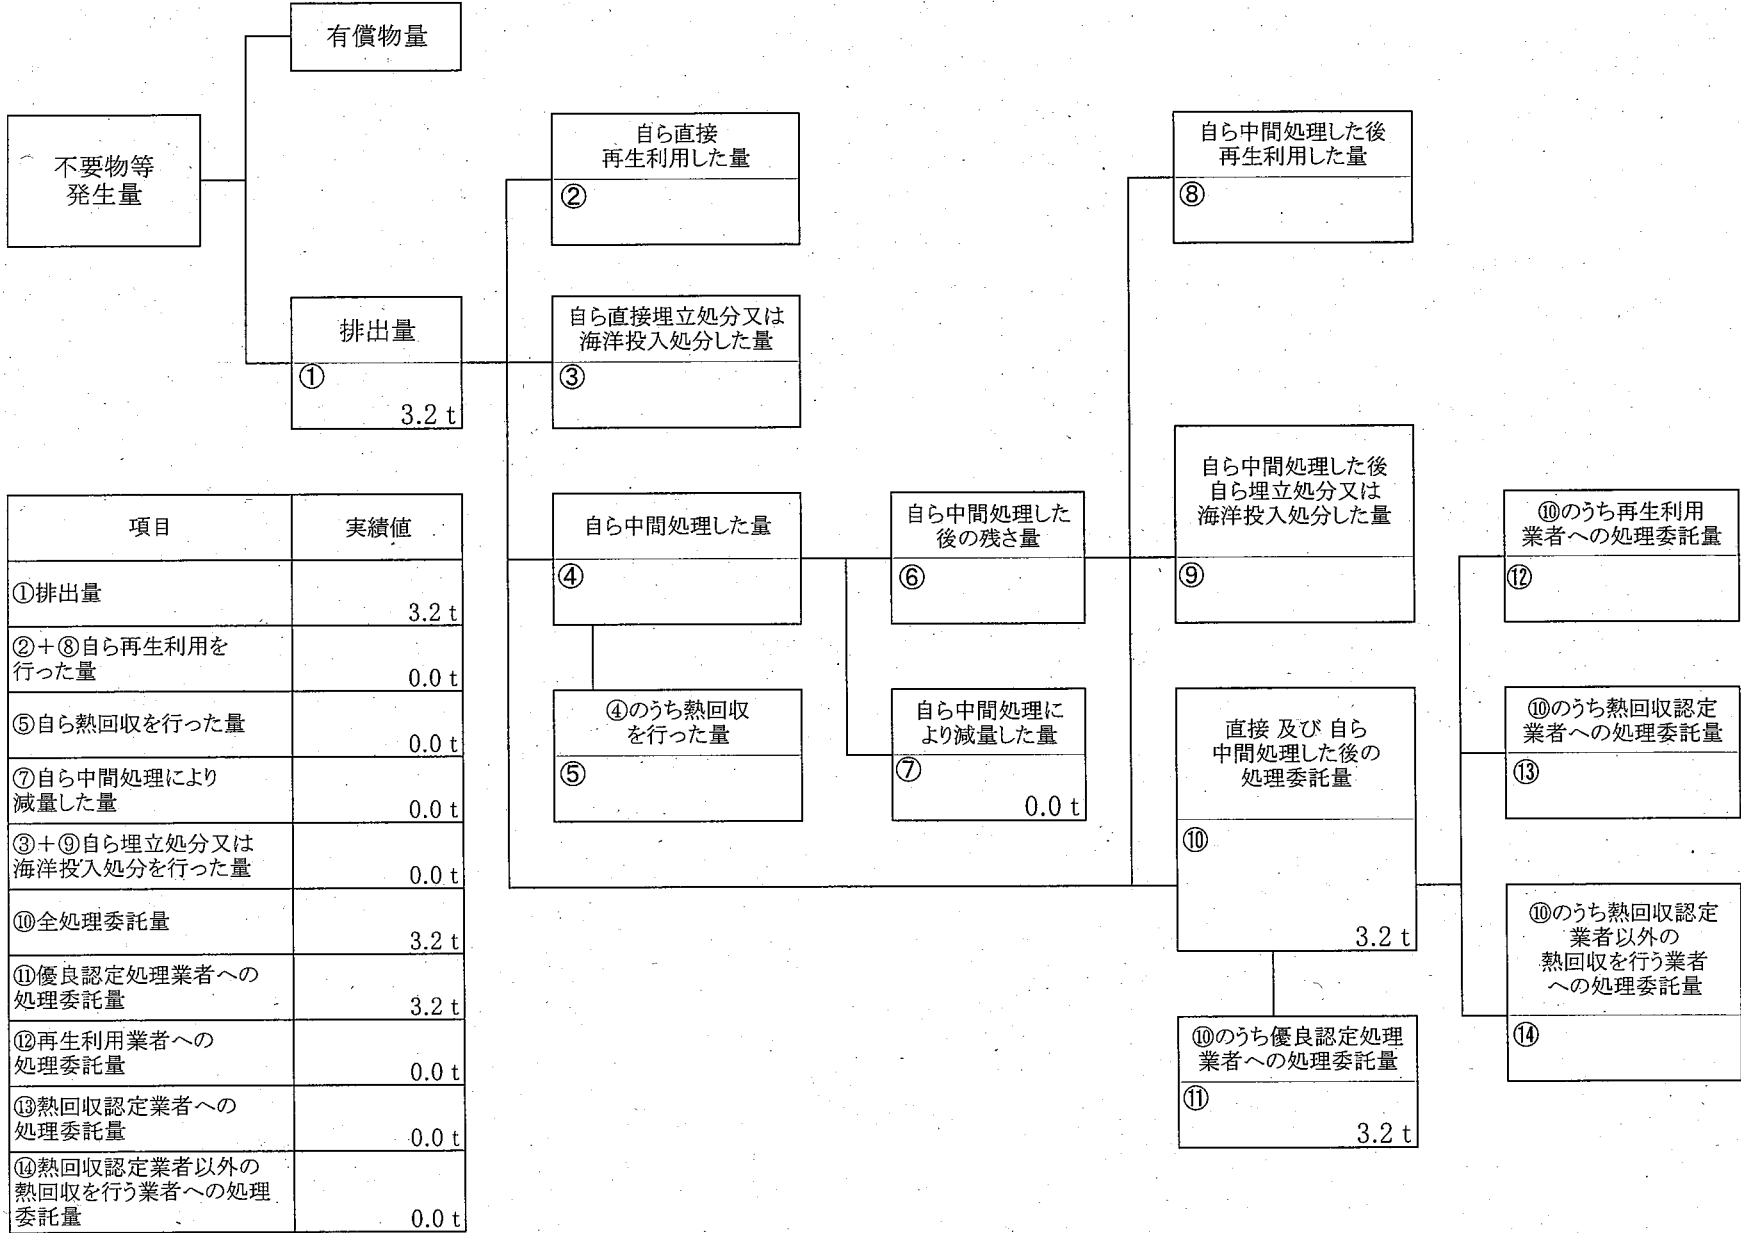 有償物量
不要物等
発生量
自ら直接
再生利用した量
②
自ら中間処理した後
再生利用した量
⑧
排出量
①
3.2 t
自ら直接埋立処分又は
海洋投入処分した量
③
自ら中間処理した量
④
自ら中間処理した
後の残さ量
⑥
自ら中間処理した後
自ら埋立処分又は
海洋投入処分した量
⑨
⑩のうち再生利用
業者への処理委託量
⑫
④のうち熱回収
を行った量
⑤
自ら中間処理に
より減量した量
⑦
0.0 t
直接 及び 自ら
中間処理した後の
処理委託量
⑩
3.2 t
⑩のうち熱回収認定
業者への処理委託量
⑬
⑩のうち熱回収認定
業者以外の
熱回収を行う業者
への処理委託量
⑭
⑩のうち優良認定処理
業者への処理委託量
⑪
3.2 t
項目 実績値
①排出量
3.2 t
②+⑧自ら再生利用を
行った量
0.0 t
⑤自ら熱回収を行った量
0.0 t
⑦自ら中間処理により
減量した量
0.0 t
③+⑨自ら埋立処分又は
海洋投入処分を行った量
0.0 t
⑩全処理委託量
3.2 t
⑪優良認定処理業者への
処理委託量
3.2 t
⑫再生利用業者への
処理委託量
0.0 t
⑬熱回収認定業者への
処理委託量
0.0 t
⑭熱回収認定業者以外の
熱回収を行う業者への処理
委託量
0.0 t